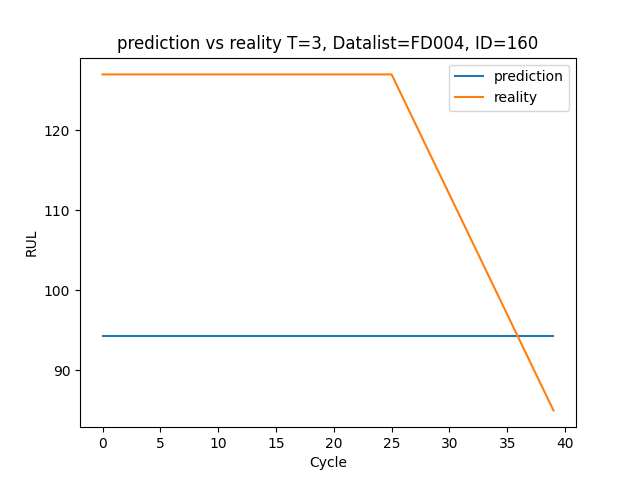 prediction vs reality T=3, Datalist=FD004, ID=160
prediction
reality
RUL
120
110
100
90
0 5 10 15 20 25 30 35 40
Cycle